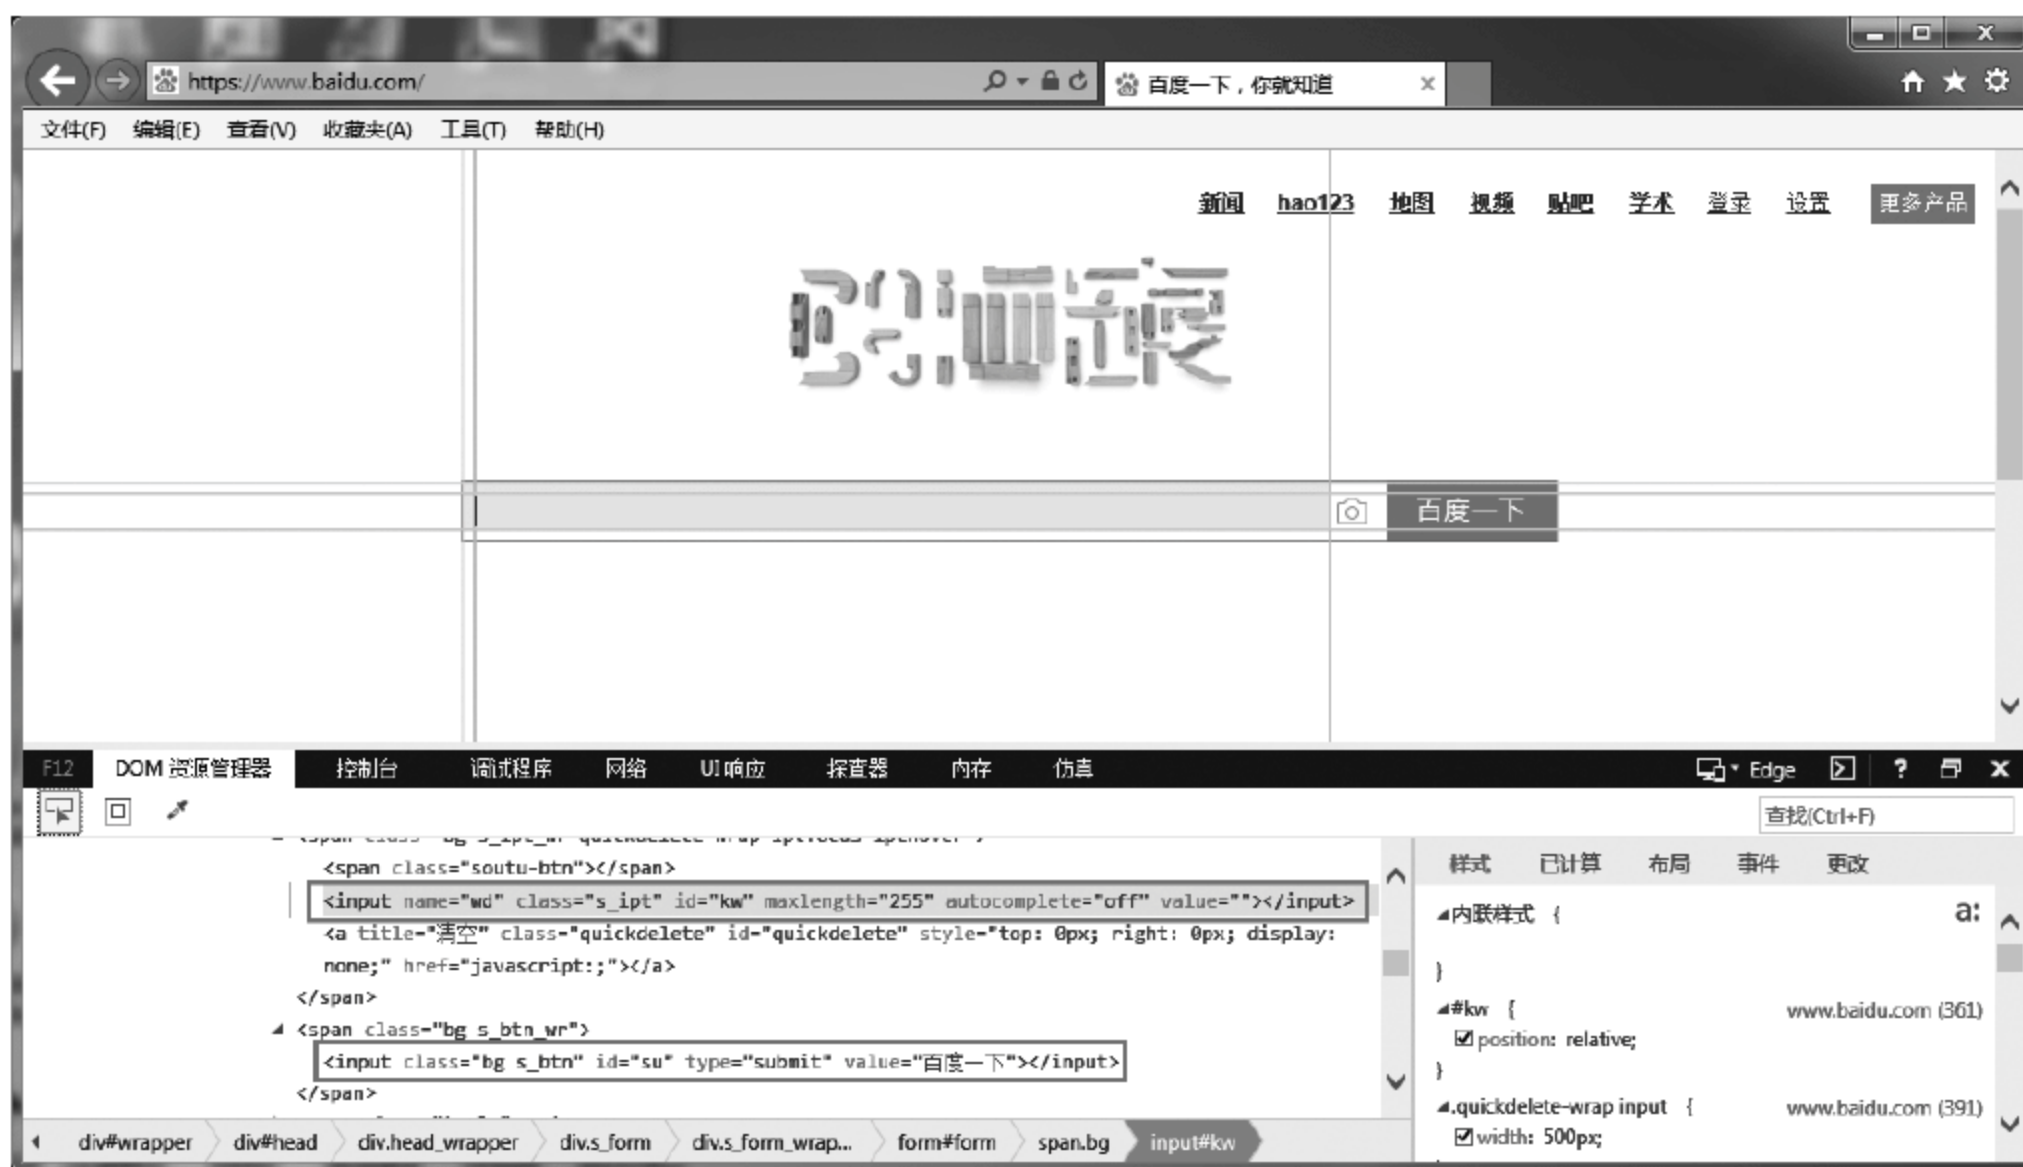 https://www.baidu.com/
百度一下，你就知道
文件(F) 编辑(E) 查看(V) 收藏夹(A) 工具(T) 帮助(H)
新闻 hao123 地图 视频 贴吧 学术 登录 设置 更多产品
百度
百度一下
F12 DOM 资源管理器 控制台 调试程序 网络 UI 响应 探查器 内存 仿真 Edge ?
查找(Ctrl+F)
<span class="soutu-btn"></span>
<input name="wd" class="s_ipt" id="kw" maxlength="255" autocomplete="off" value=""></input>
<a title="清空" class="quickdelete" id="quickdelete" style="top: 0px; right: 0px; display:
none;" href="javascript:;"></a>
</span>
<span class="bg s_btn_wr">
<input class="bg s_btn" id="su" type="submit" value="百度一下"></input>
</span>
div#wrapper div#head div.head_wrapper div.s_form div.s_form_wrap... form#form span.bg input#kw
样式 已计算 布局 事件 更改
内联样式 { a:
}
#kw { www.baidu.com (361)
position: relative;
}
.quickdelete-wrap input { www.baidu.com (391)
width: 500px;